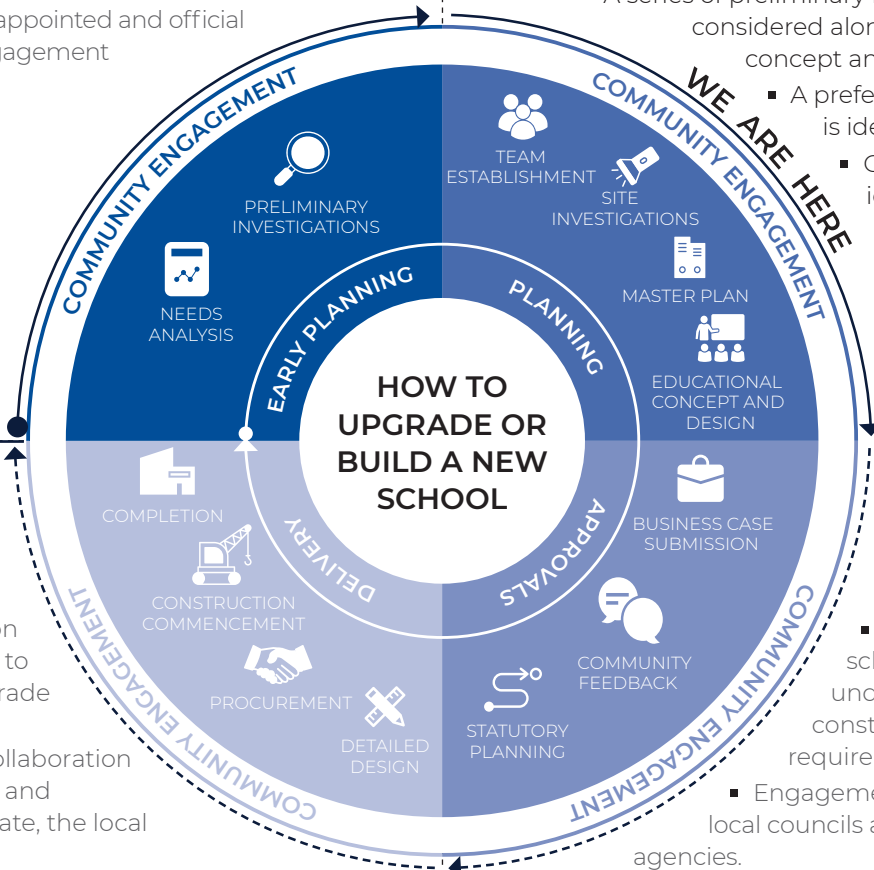 appointed and official
gagement
A series of preliminary
considered alon
concept an
A prefe
is ide
WE ARE HERE
COMMUNITY ENGAGEMENT
PRELIMINARY
INVESTIGATIONS
NEEDS
ANALYSIS
EARLY PLANNING
COMMUNITY ENGAGEMENT
TEAM
ESTABLISHMENT
SITE
INVESTIGATIONS
MASTER PLAN
EDUCATIONAL
CONCEPT AND
DESIGN
PLANNING
HOW TO
UPGRADE OR
BUILD A NEW
SCHOOL
BUSINESS CASE
SUBMISSION
COMMUNITY
FEEDBACK
STATUTORY
PLANNING
APPROVALS
COMMUNITY ENGAGEMENT
COMPLETION
CONSTRUCTION
COMMENCEMENT
PROCUREMENT
DETAILED
DESIGN
DELIVERY
COMMUNITY ENGAGEMENT
on
to
rade
ollaboration
and
ate, the local
sch
und
const
require
Engageme
local councils a
agencies.